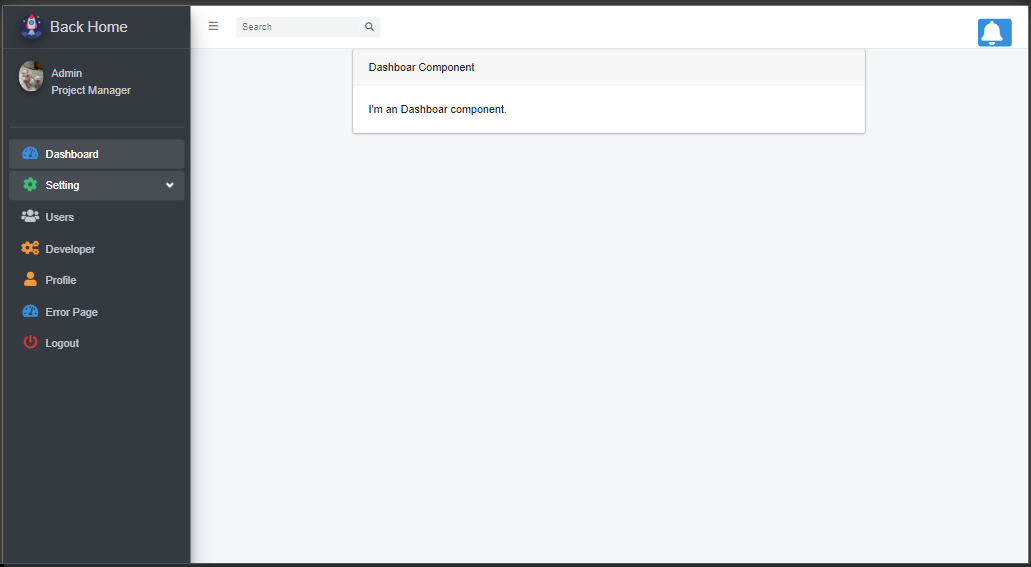 Back Home
Search
Admin
Project Manager
Dashboar Component
I'm an Dashboar component.
Dashboard
Setting
Users
Developer
Profile
Error Page
Logout